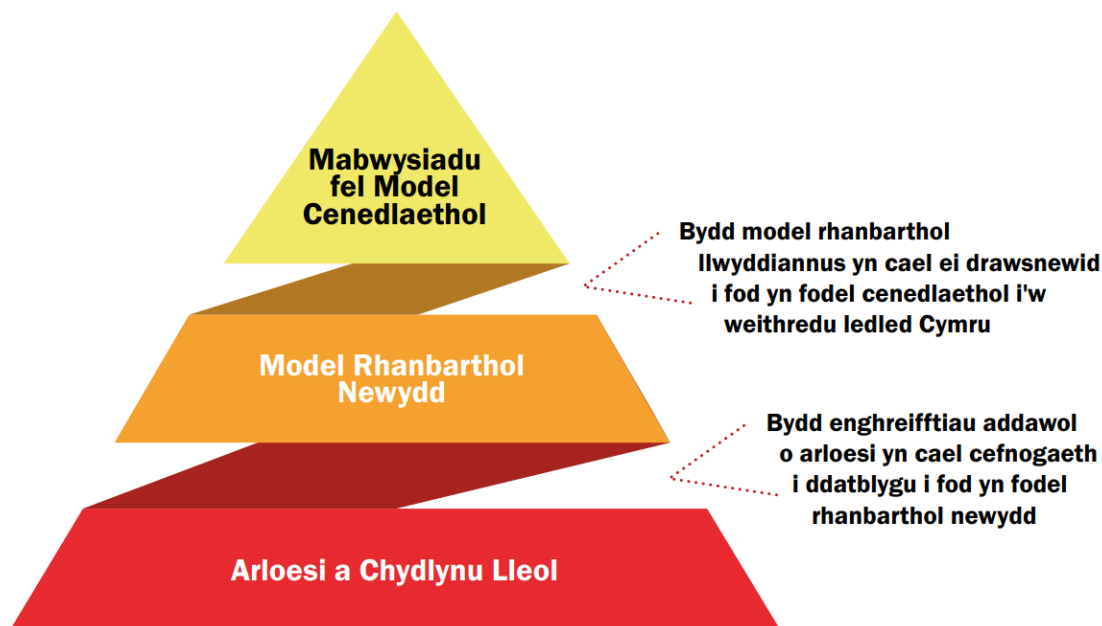 Mabwysiadu
fel Model
Cenedlaethol
Bydd model rhanbarthol
llwyddiannus yn cael ei drawsnewid
i fod yn fodel cenedlaethol i'w
weithredu ledled Cymru
Model Rhanbarthol
Newydd
Bydd enghreifftiau addawol
o arloesi yn cael cefnogaeth
i ddatblygu i fod yn fodel
rhanbarthol newydd
Arloesi a Chydlynu Lleol